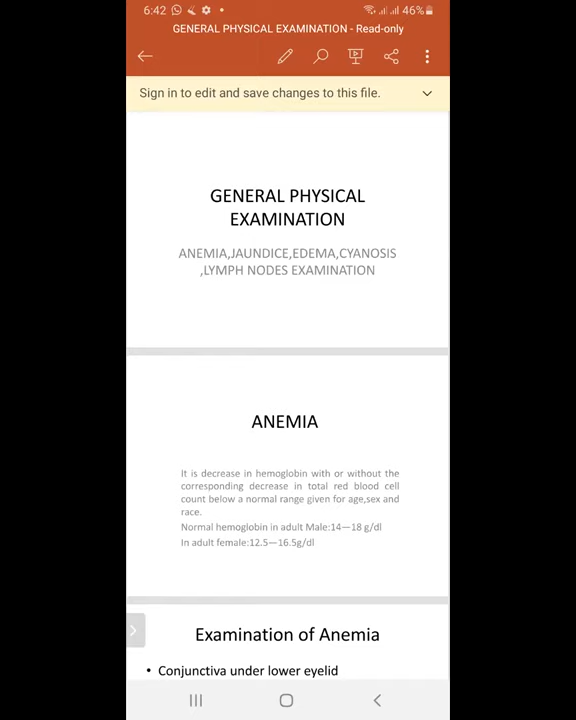 6:42 46%
GENERAL PHYSICAL EXAMINATION - Read-only
Sign in to edit and save changes to this file.
GENERAL PHYSICAL
EXAMINATION
ANEMIA,JAUNDICE,EDEMA,CYANOSIS
,LYMPH NODES EXAMINATION
ANEMIA
It is decrease in hemoglobin with or without the
corresponding decrease in total red blood cell
count below a normal range given for age,sex and
race.
Normal hemoglobin in adult Male:14—18 g/dl
In adult female:12.5—16.5g/dl
Examination of Anemia
• Conjunctiva under lower eyelid